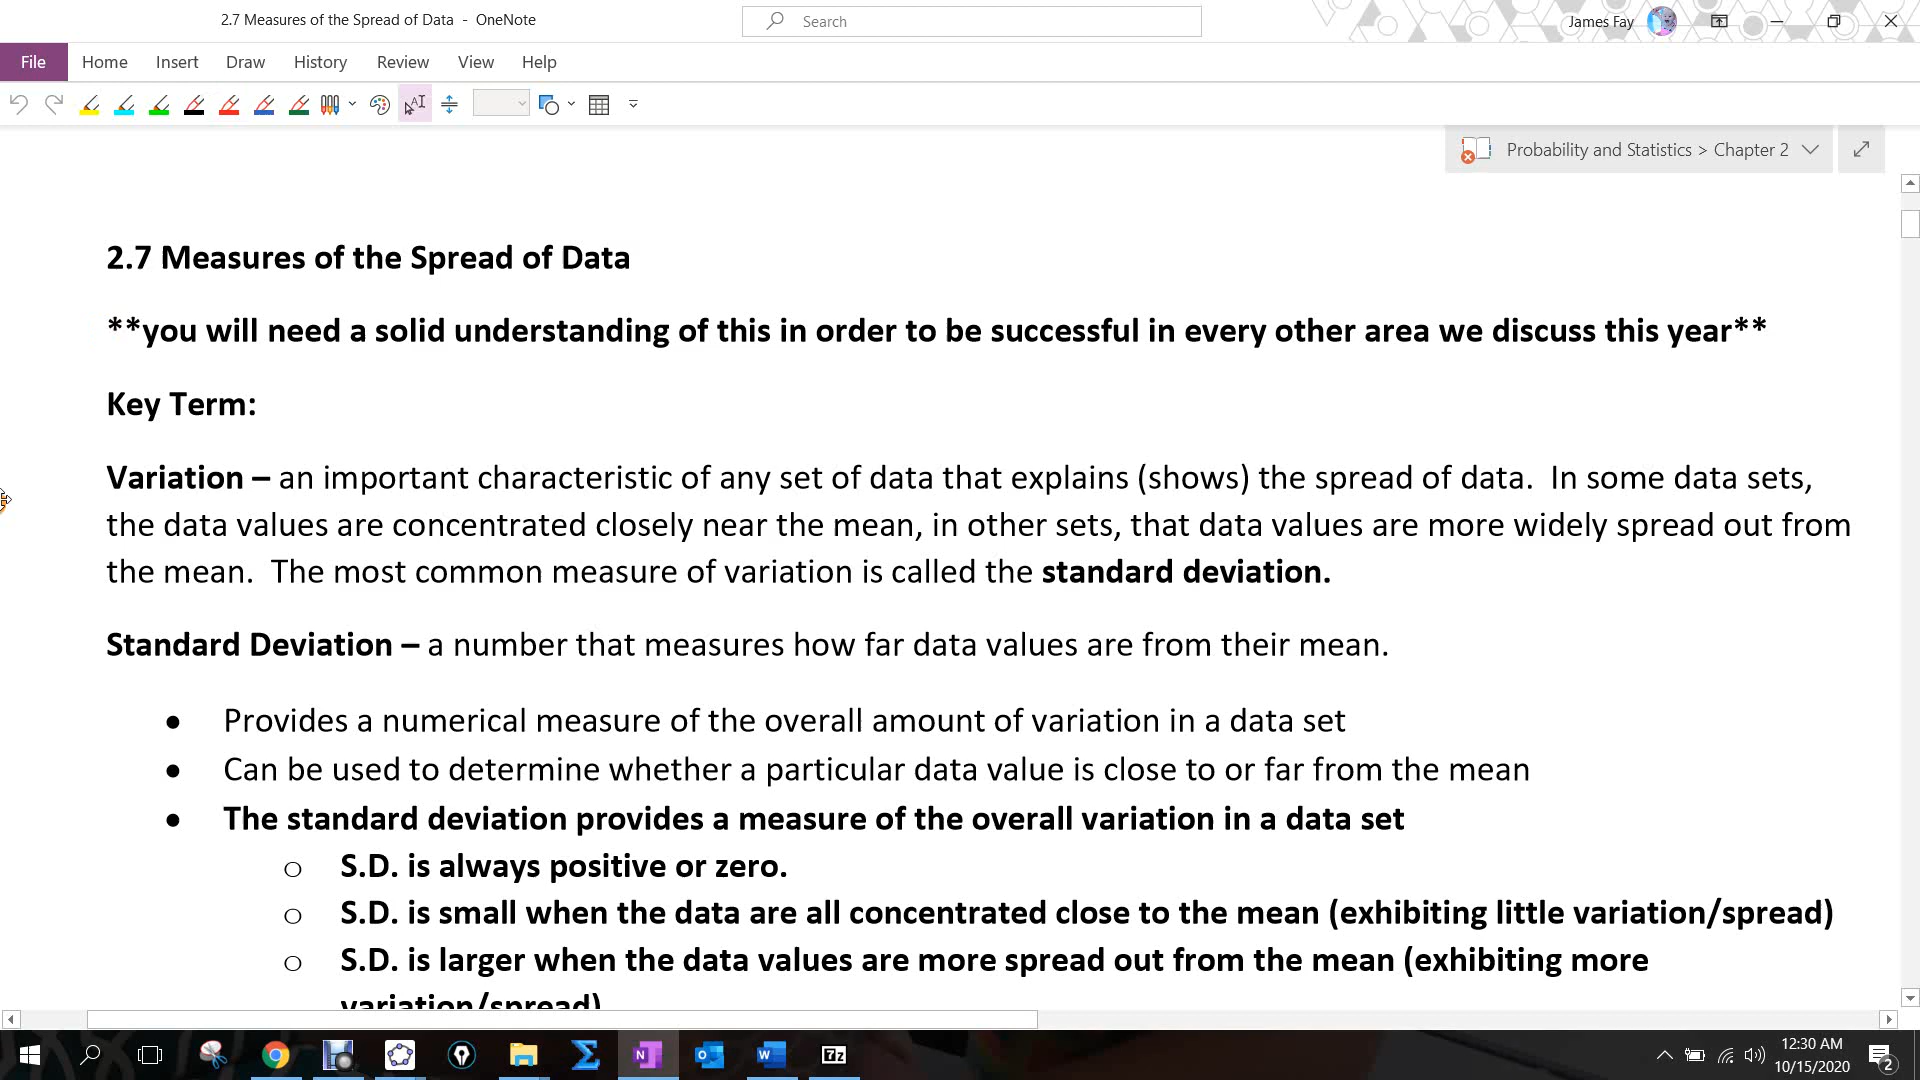 2.7 Measures of the Spread of Data - OneNote
Search
James Fay
File Home Insert Draw History Review View Help
Probability and Statistics > Chapter 2
2.7 Measures of the Spread of Data
**you will need a solid understanding of this in order to be successful in every other area we discuss this year**
Key Term:
Variation – an important characteristic of any set of data that explains (shows) the spread of data. In some data sets,
the data values are concentrated closely near the mean, in other sets, that data values are more widely spread out from
the mean. The most common measure of variation is called the standard deviation.
Standard Deviation – a number that measures how far data values are from their mean.
• Provides a numerical measure of the overall amount of variation in a data set
• Can be used to determine whether a particular data value is close to or far from the mean
• The standard deviation provides a measure of the overall variation in a data set
o S.D. is always positive or zero.
o S.D. is small when the data are all concentrated close to the mean (exhibiting little variation/spread)
o S.D. is larger when the data values are more spread out from the mean (exhibiting more
variation/spread)
12:30 AM
10/15/2020
2